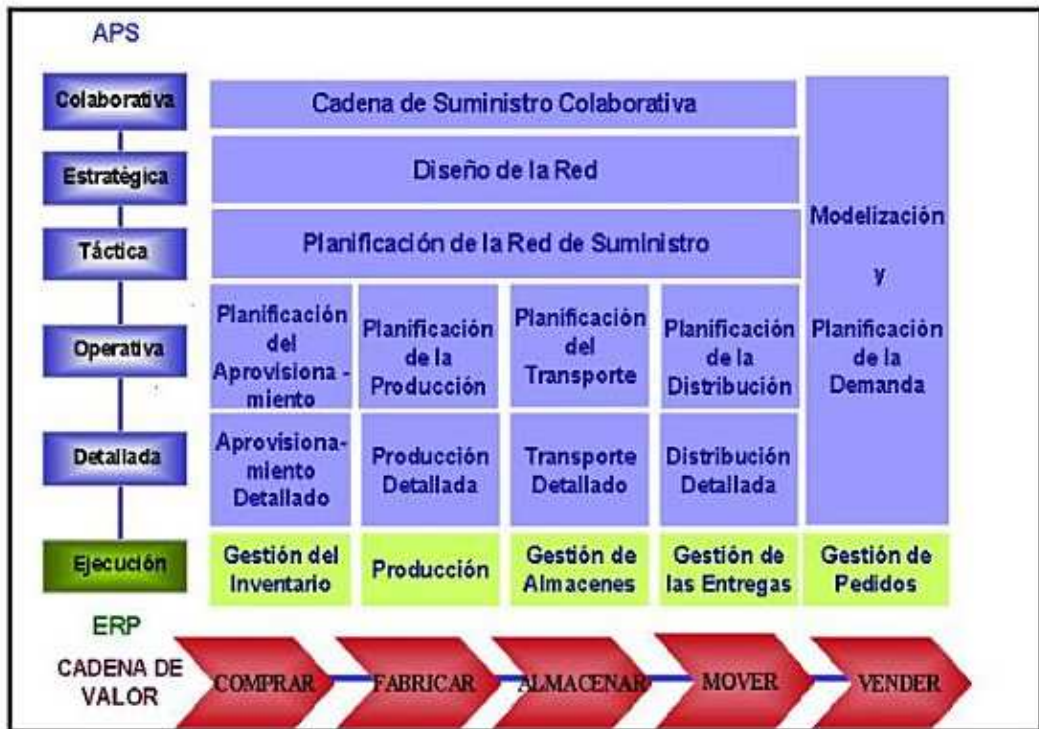 APS
Colaborativa
Cadena de Suministro Colaborativa
Estratégica
Diseño de la Red
Táctica
Planificación de la Red de Suministro
Modelización
y
Planificación
de la
Demanda
Operativa
Planificación
del
Aprovisiona -
miento
Planificación
de la
Producción
Planificación
del
Transporte
Planificación
de la
Distribución
Detallada
Aprovisiona-
miento
Detallado
Producción
Detallada
Transporte
Detallado
Distribución
Detallada
Ejecución
Gestión del
Inventario
Producción
Gestión de
Almacenes
Gestión de
las Entregas
Gestión de
Pedidos
ERP
CADENA DE
VALOR
COMPRAR
FABRICAR
ALMACENAR
MOVER
VENDER